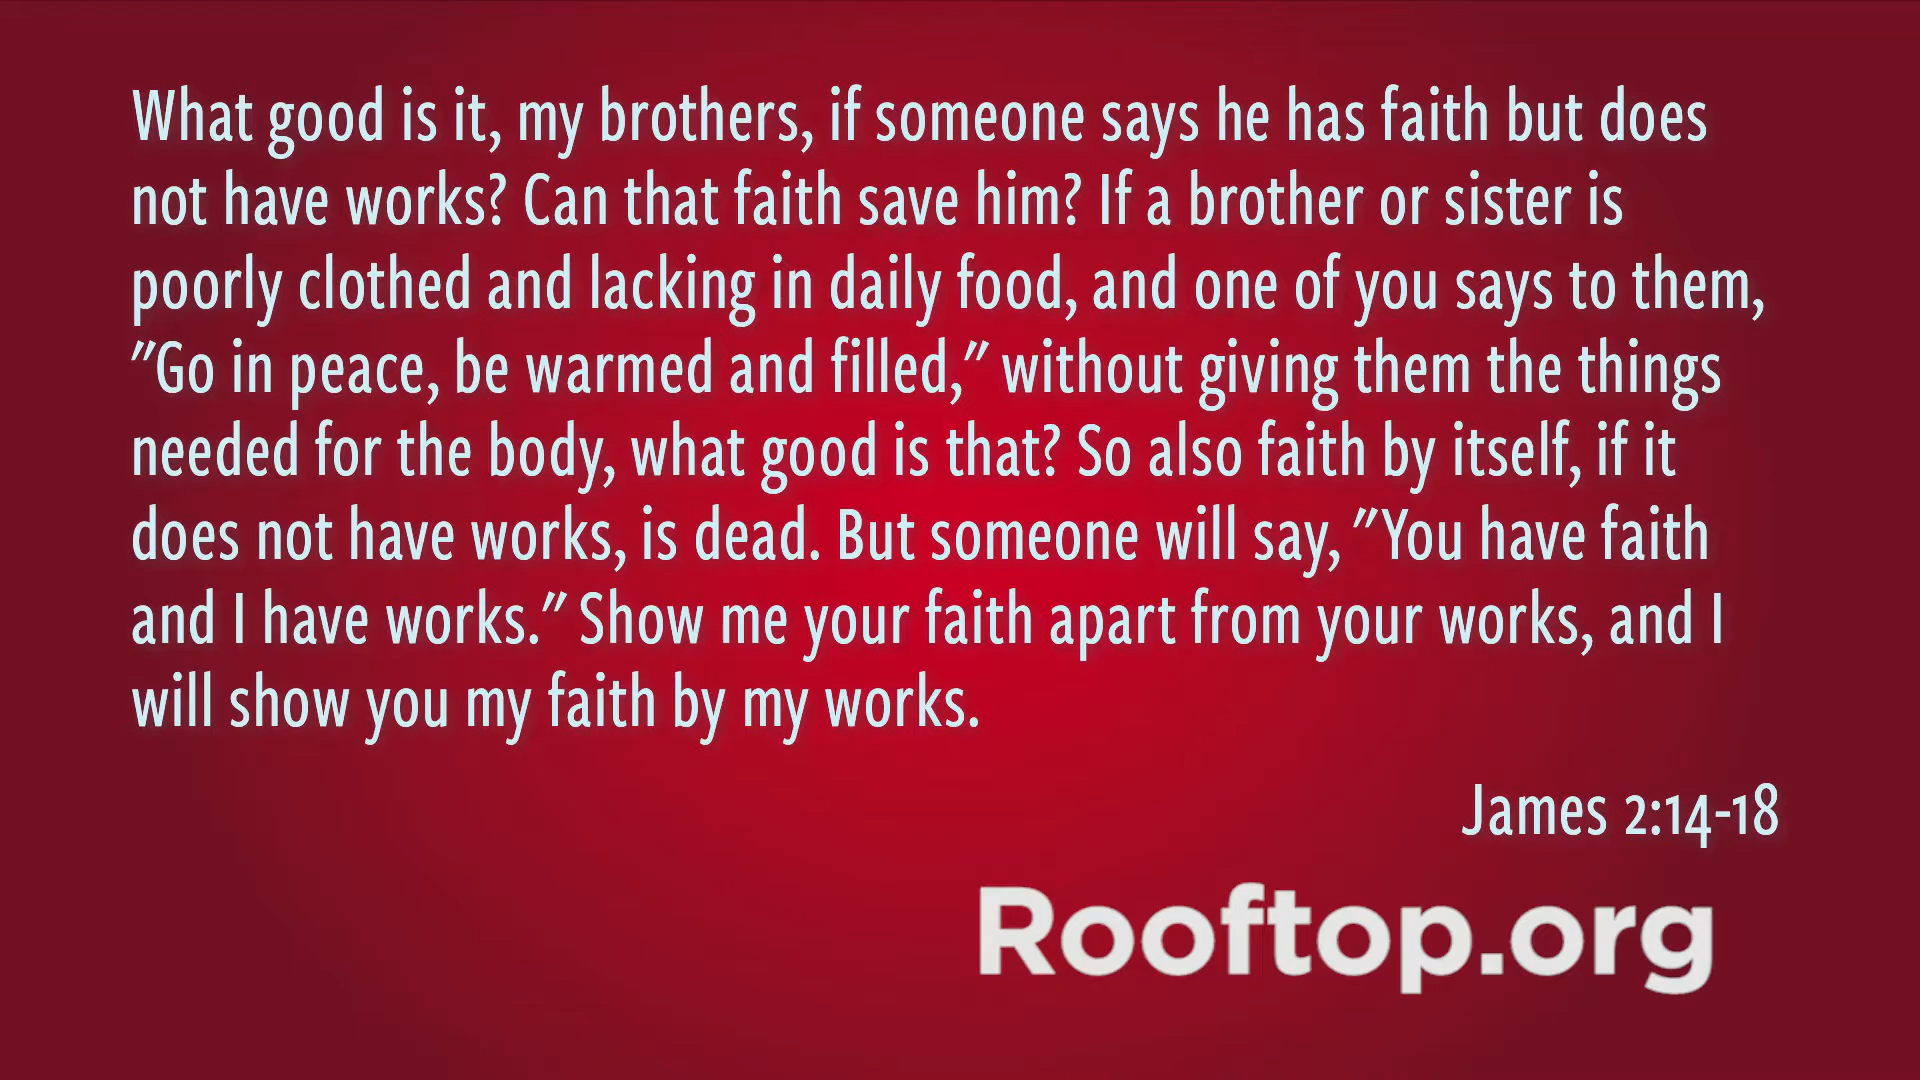 What good is it, my brothers, if someone says he has faith but does
not have works? Can that faith save him? If a brother or sister is
poorly clothed and lacking in daily food, and one of you says to them,
"Go in peace, be warmed and filled," without giving them the things
needed for the body, what good is that? So also faith by itself, if it
does not have works, is dead. But someone will say, "You have faith
and I have works." Show me your faith apart from your works, and I
will show you my faith by my works.
James 2:14-18
Rooftop.org